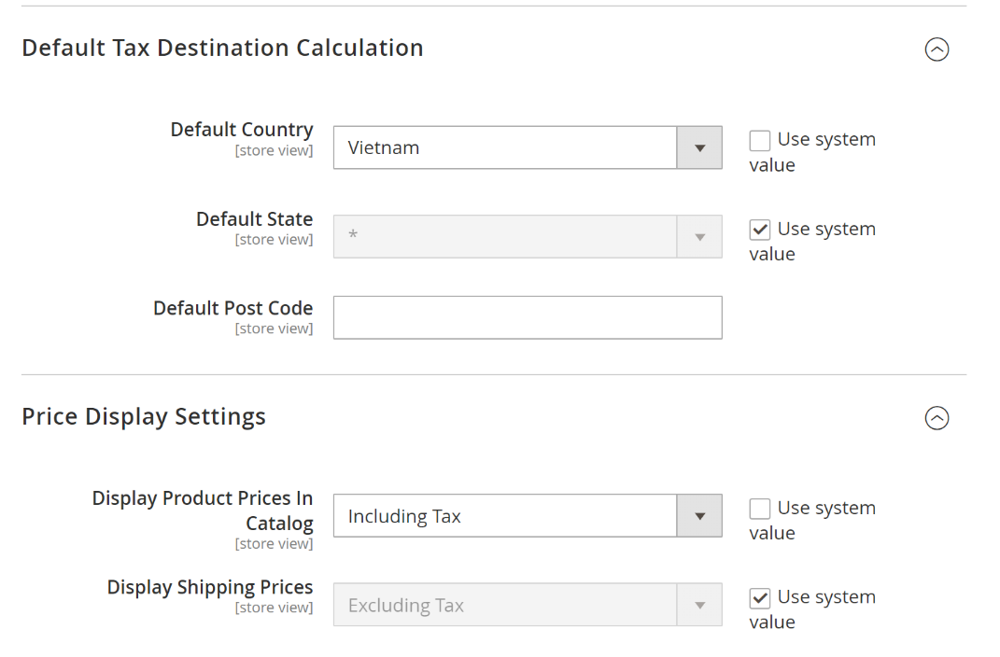 Default Tax Destination Calculation
Default Country
[store view]
Vietnam
Use system
value
Default State
[store view]
*
Use system
value
Default Post Code
[store view]
Price Display Settings
Display Product Prices In
Catalog
[store view]
Including Tax
Use system
value
Display Shipping Prices
[store view]
Excluding Tax
Use system
value